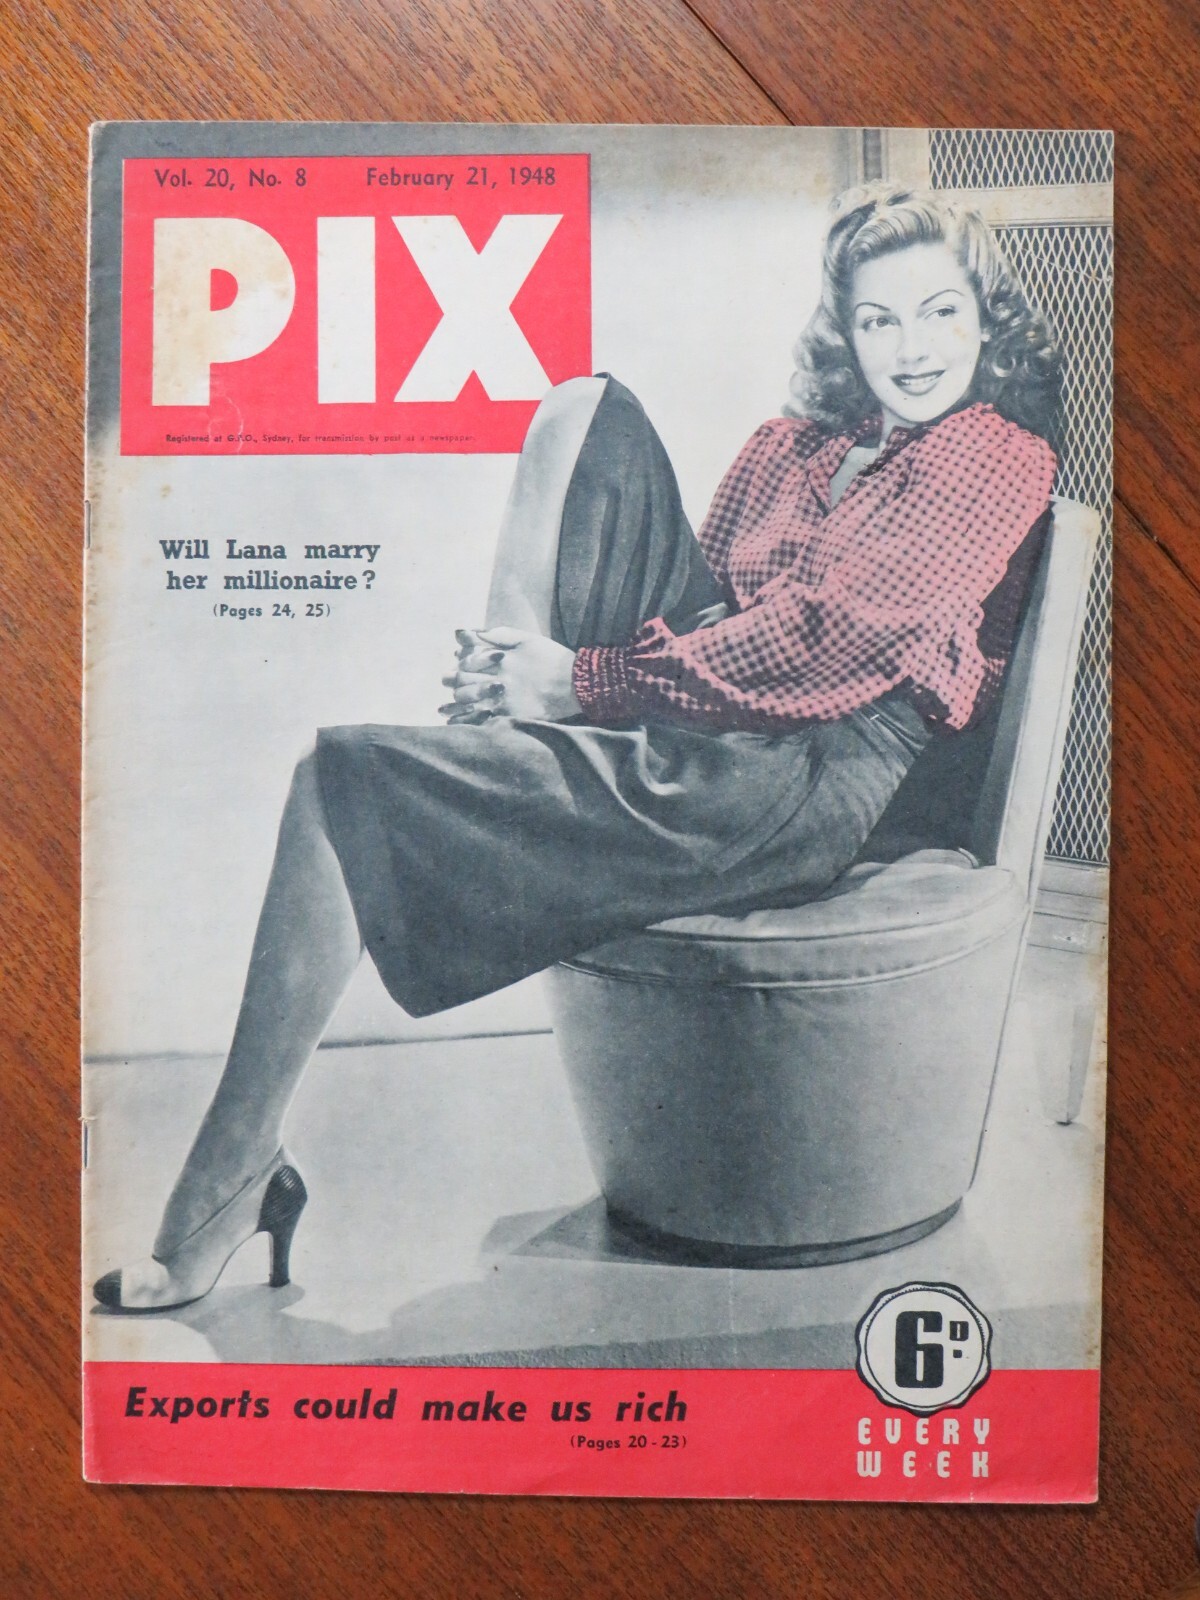 Vol. 20, No. 8 February 21, 1948
PIX
Registered at G.P.O., Sydney, for transmission by post as a newspaper.
Will Lana marry
her millionaire?
(Pages 24, 25)
6D.
EVERY
WEEK
Exports could make us rich
(Pages 20 - 23)